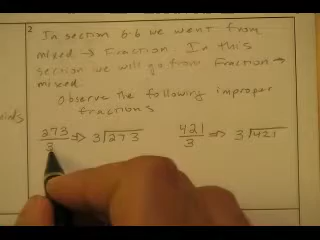 2
In section 6.6 we went from
mixed → Fraction In this
section we will go from Fraction →
mixed.
Observe the following improper
fractions
273/3 ⇒ 3⟌273 421/3 ⇒ 3⟌421